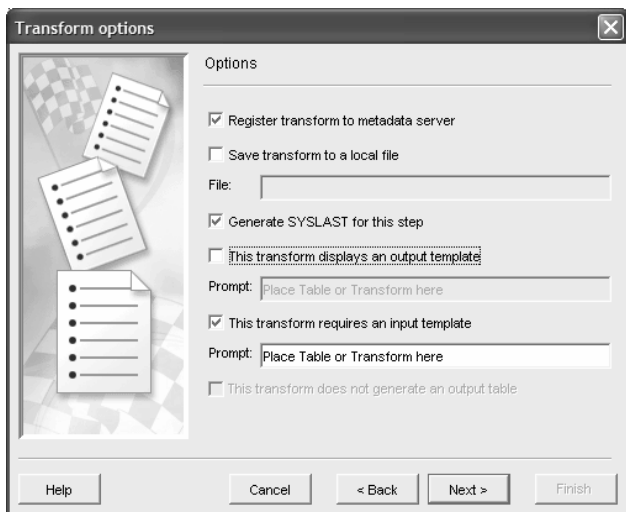 Transform options
Options
Register transform to metadata server
Save transform to a local file
File:
Generate SYSLAST for this step
This transform displays an output template
Prompt: Place Table or Transform here
This transform requires an input template
Prompt: Place Table or Transform here
This transform does not generate an output table
Help Cancel < Back Next > Finish